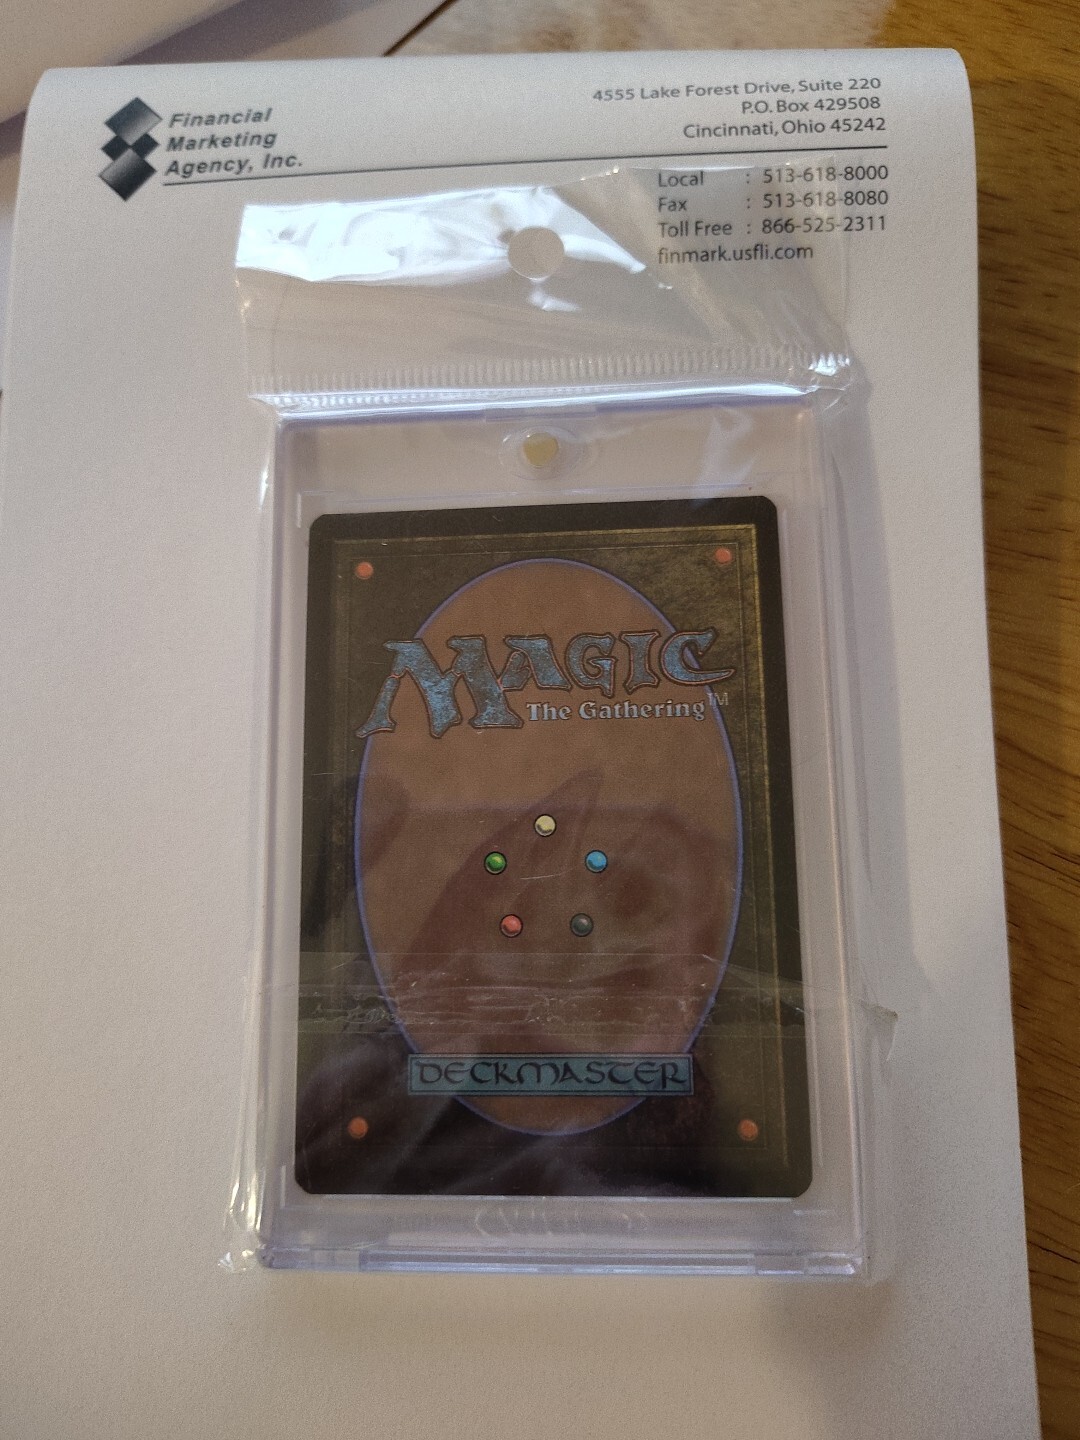 Financial
Marketing
Agency, Inc.
4555 Lake Forest Drive, Suite 220
P.O. Box 429508
Cincinnati, Ohio 45242
Local : 513-618-8000
Fax : 513-618-8080
Toll Free : 866-525-2311
finmark.usfli.com
MAGIC
The Gathering™
DECKMASTER